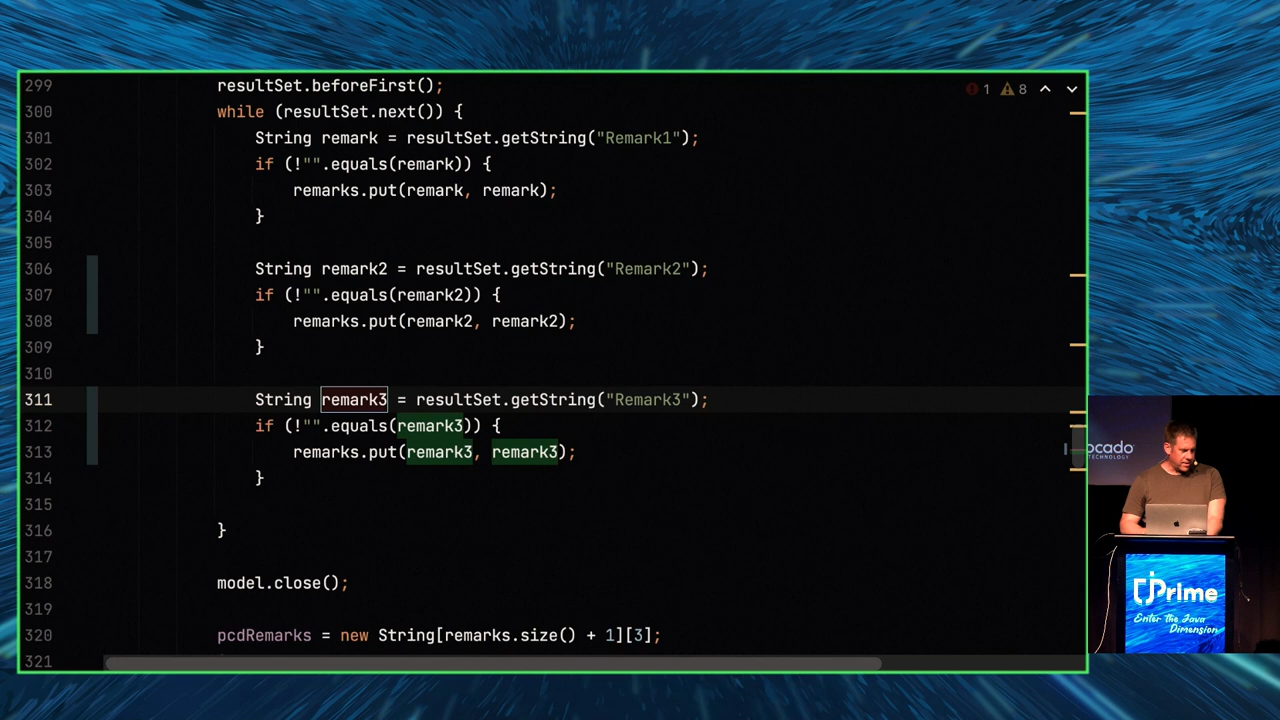 299 resultSet.beforeFirst();
300 while (resultSet.next()) {
301 String remark = resultSet.getString("Remark1");
302 if (!"".equals(remark)) {
303 remarks.put(remark, remark);
304 }
305
306 String remark2 = resultSet.getString("Remark2");
307 if (!"".equals(remark2)) {
308 remarks.put(remark2, remark2);
309 }
310
311 String remark3 = resultSet.getString("Remark3");
312 if (!"".equals(remark3)) {
313 remarks.put(remark3, remark3);
314 }
315
316 }
317
318 model.close();
319
320 pcdRemarks = new String[remarks.size() + 1][3];
321
1 8
ocado
TECHNOLOGY
jPrime
Enter the Java
Dimension